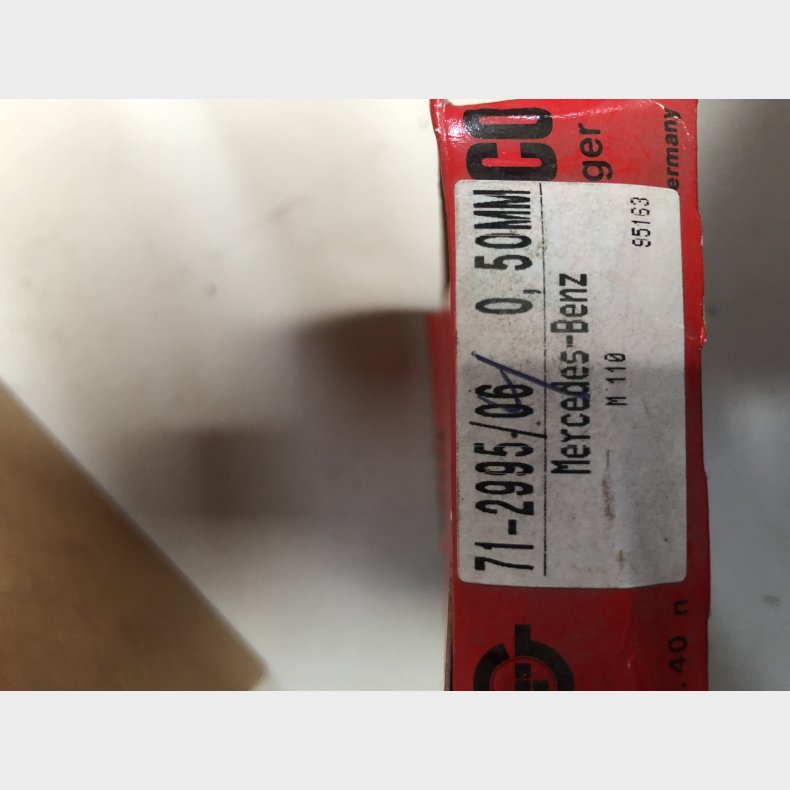 CO
ger
ermany
71-2995/06 0,50MM
Mercedes-Benz
M 110
95163
.40 n